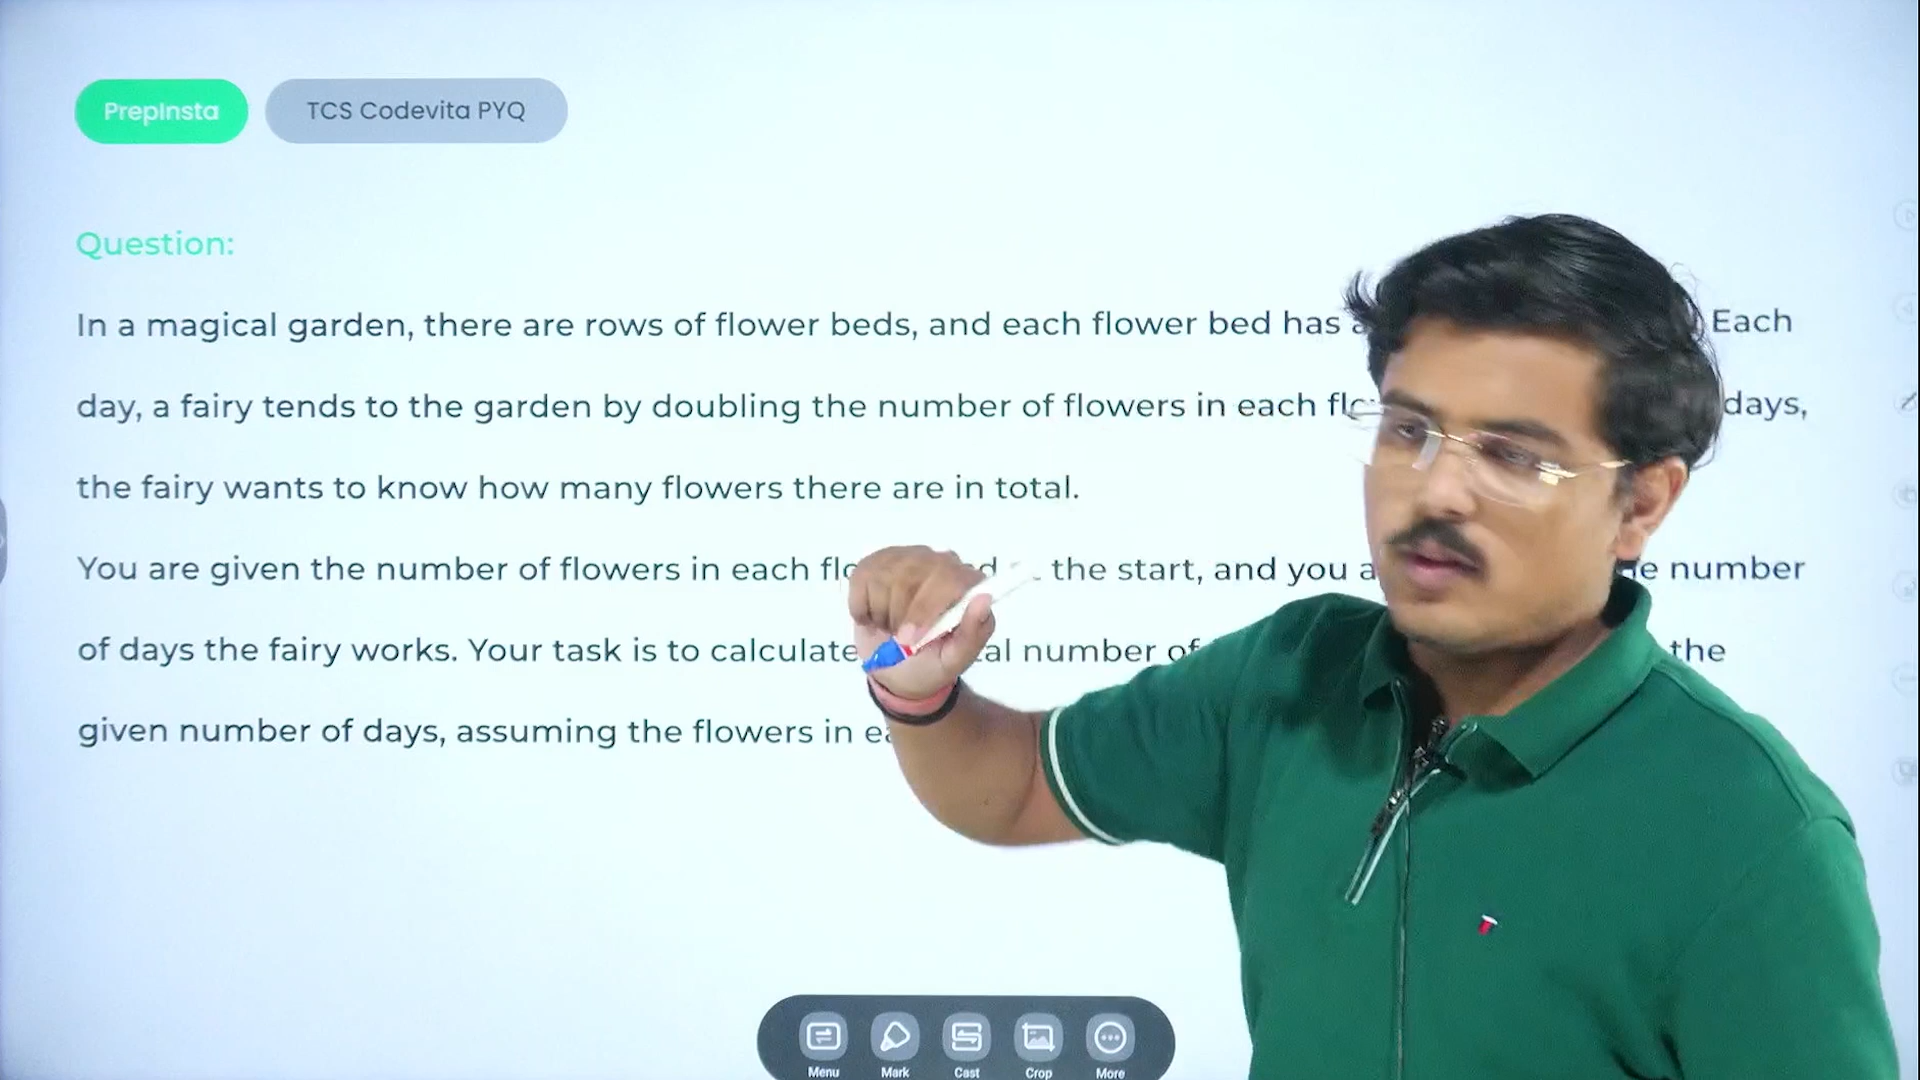 PrepInsta
TCS Codevita PYQ
Question:
In a magical garden, there are rows of flower beds, and each flower bed has Each
day, a fairy tends to the garden by doubling the number of flowers in each days,
the fairy wants to know how many flowers there are in total.
You are given the number of flowers in each the start, and you number
of days the fairy works. Your task is to calculate number of the
given number of days, assuming the flowers in
Menu Mark Cast Crop More